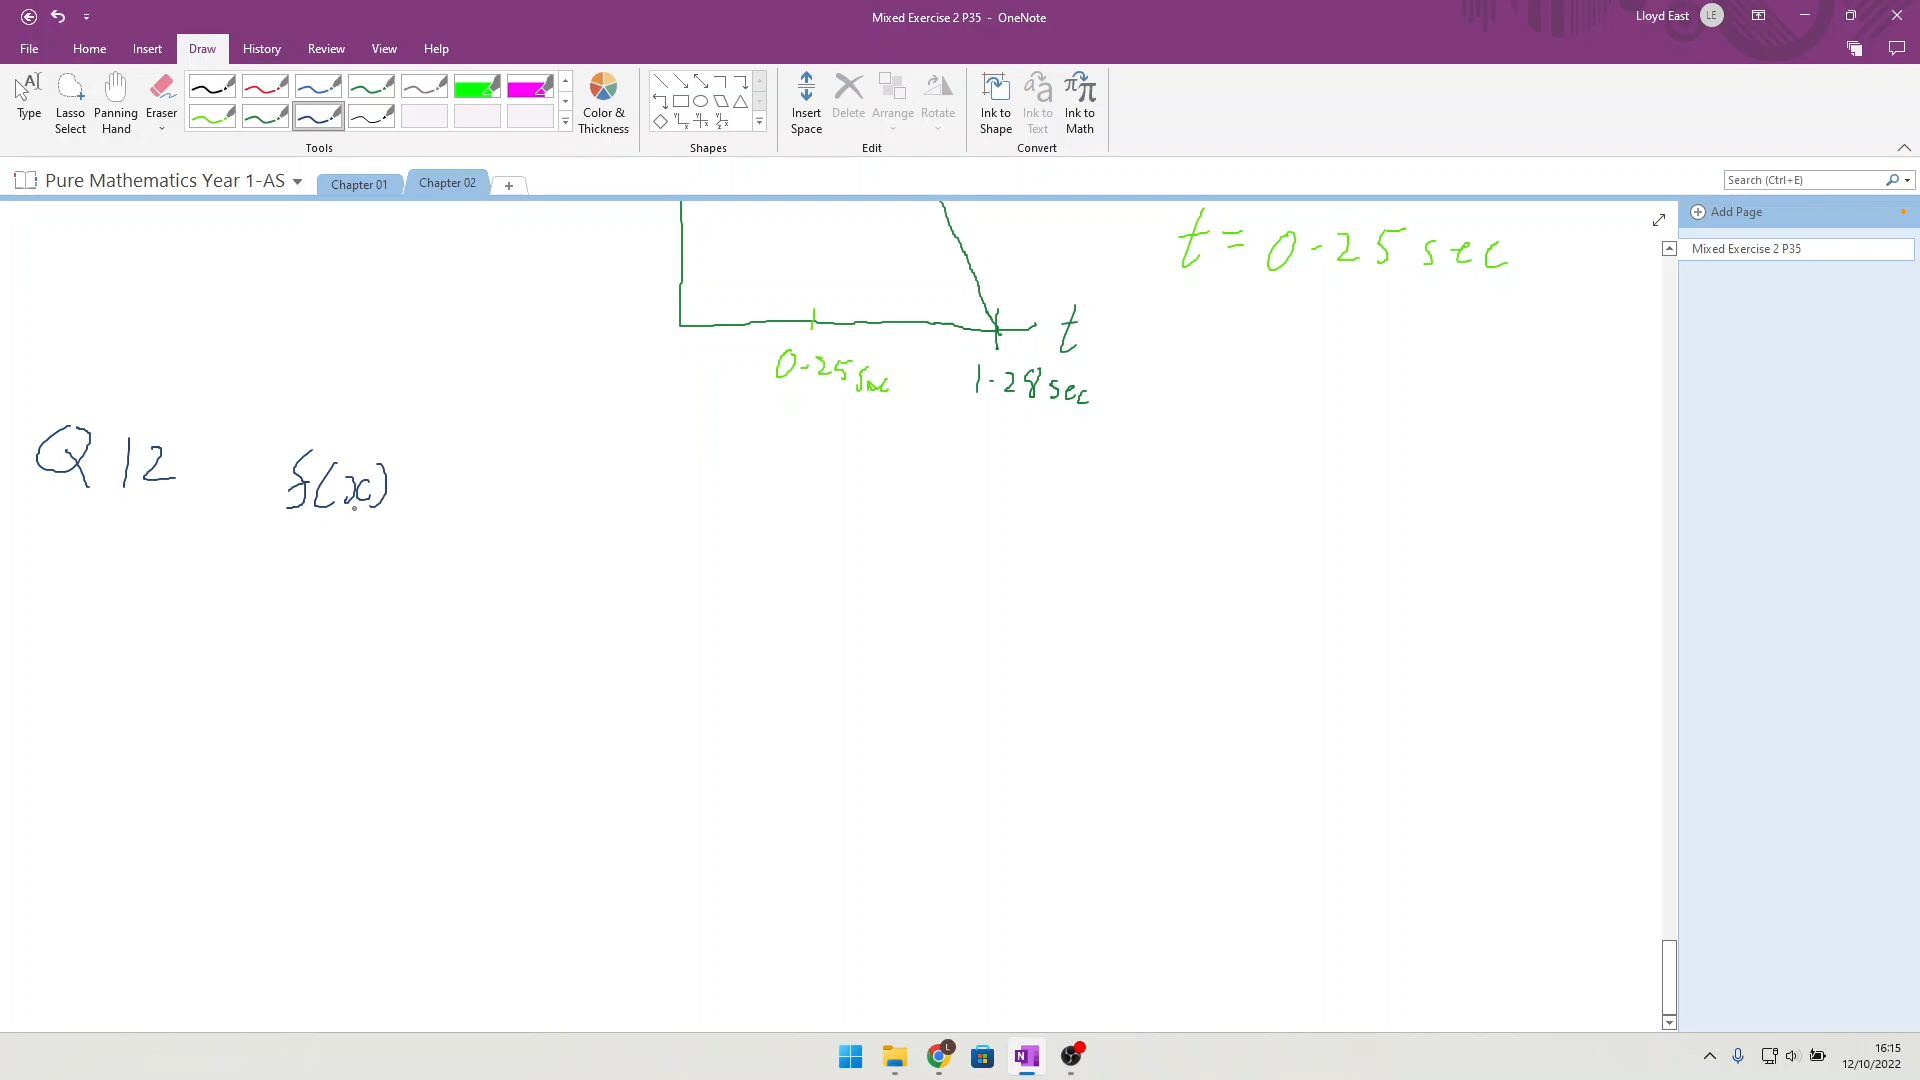 Mixed Exercise 2 P35 - OneNote
Lloyd East
LE
File
Home
Insert
Draw
History
Review
View
Help
Type
Lasso Select
Panning Hand
Eraser
Color & Thickness
Insert Space
Delete
Arrange
Rotate
Ink to Shape
Ink to Text
Ink to Math
Tools
Shapes
Edit
Convert
Pure Mathematics Year 1-AS
Chapter 01
Chapter 02
Search (Ctrl+E)
Add Page
Mixed Exercise 2 P35
t = 0.25 sec
t
0.25 sec
1.28 sec
Q 12 f(x)
16:15
12/10/2022